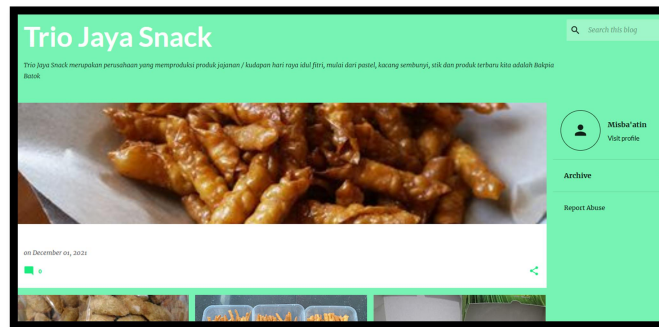 Trio Jaya Snack
Search this blog
Trio Jaya Snack merupakan perusahaan yang memproduksi produk jajanan / kudapan hari raya idul fitri, mulai dari pastel, kacang sembunyi, stik dan produk terbaru kita adalah Bakpia
Batok
Misba'atin
Visit profile
Archive
Report Abuse
on December 01, 2021
0